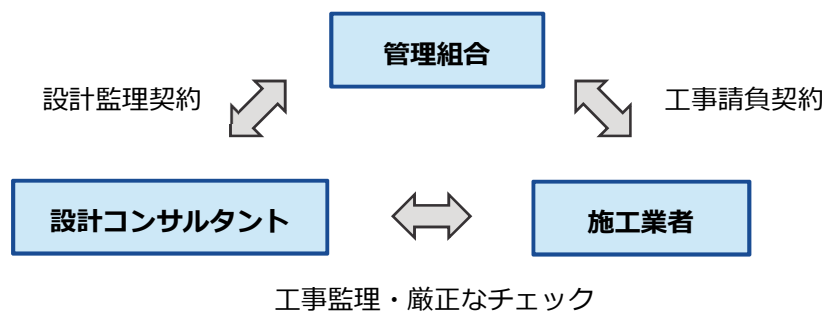 管理組合
設計監理契約
工事請負契約
設計コンサルタント
施工業者
工事監理・厳正なチェック